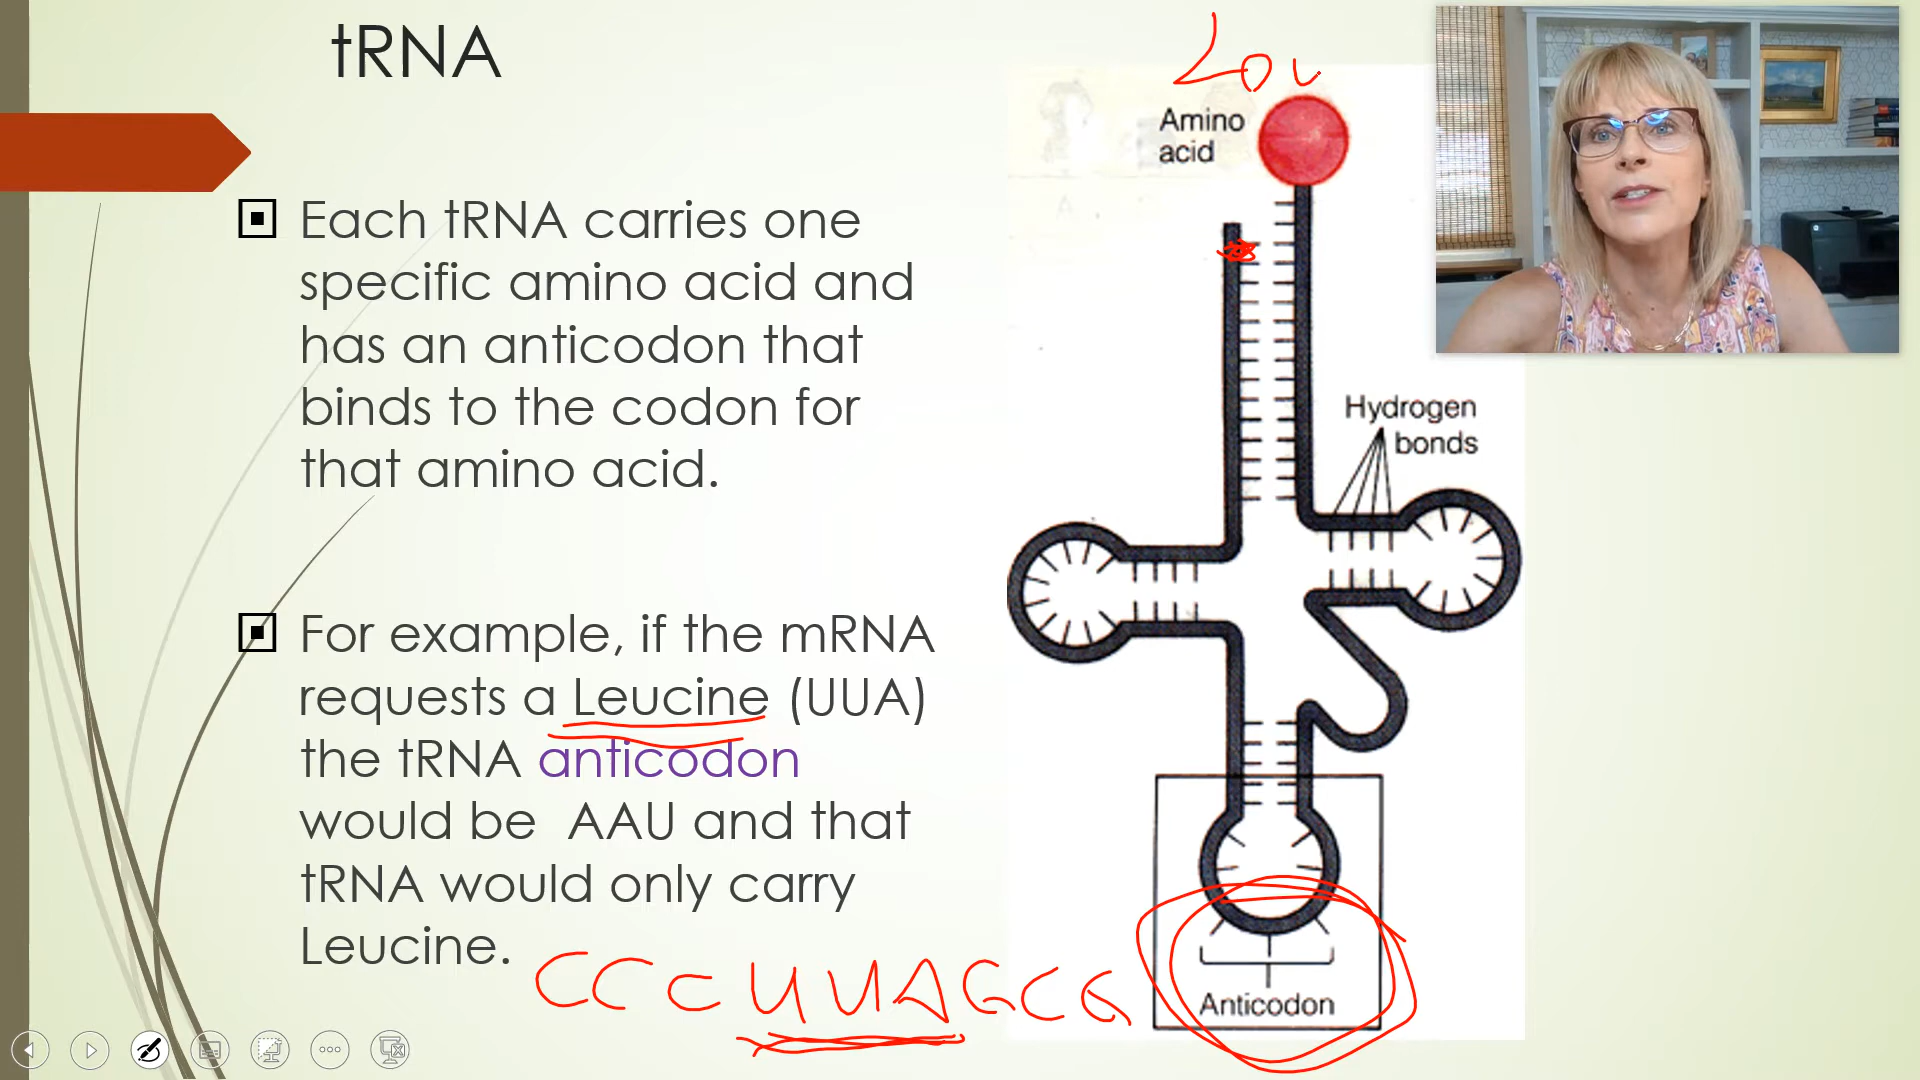 tRNA
Each tRNA carries one
specific amino acid and
has an anticodon that
binds to the codon for
that amino acid.
For example, if the mRNA
requests a Leucine (UUA)
the tRNA anticodon
would be AAU and that
tRNA would only carry
Leucine.
CCCUUAGCG
Amino
acid
Hydrogen
bonds
Anticodon